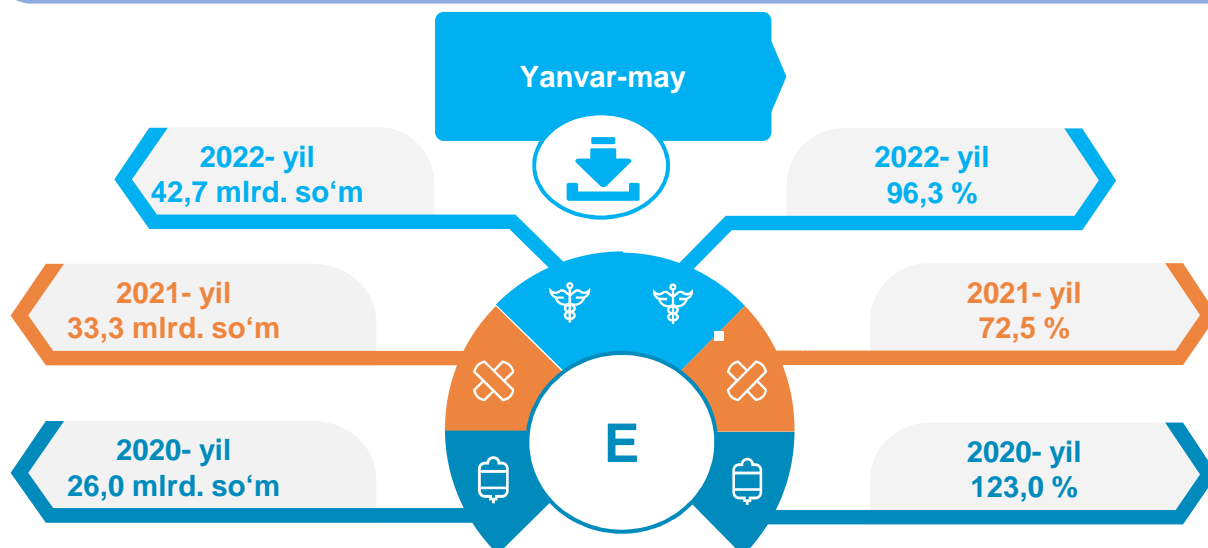 Yanvar-may
2022- yil
42,7 mlrd. so‘m
2022- yil
96,3 %
2021- yil
33,3 mlrd. so‘m
2021- yil
72,5 %
E
2020- yil
26,0 mlrd. so‘m
2020- yil
123,0 %